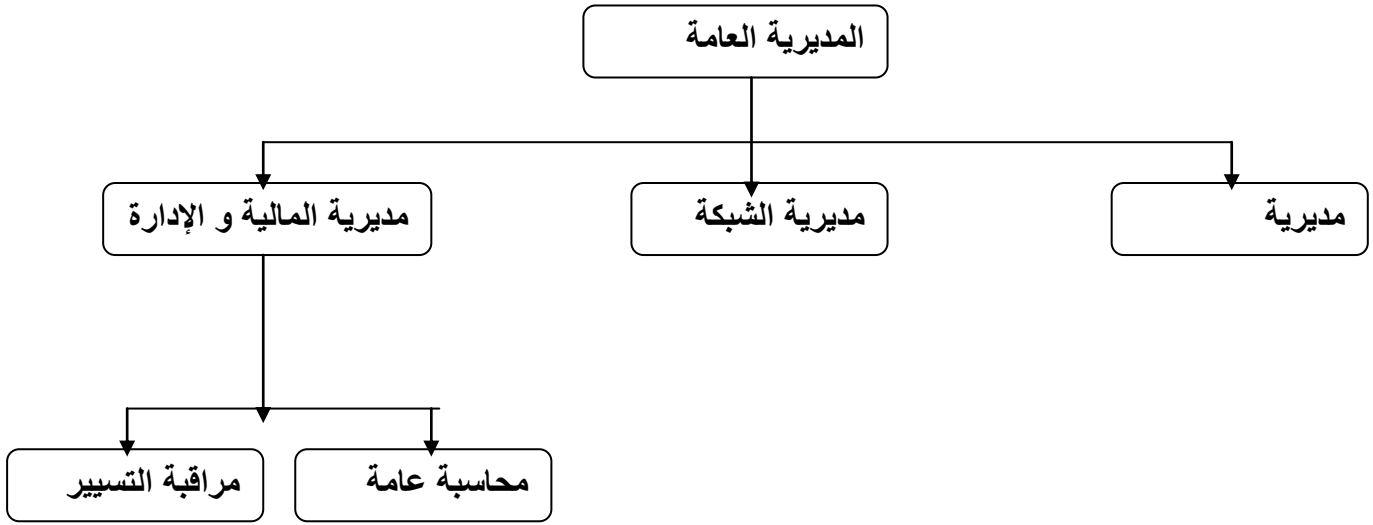 المديرية العامة
مديرية
مديرية الشبكة
مديرية المالية و الإدارة
محاسبة عامة
مراقبة التسيير